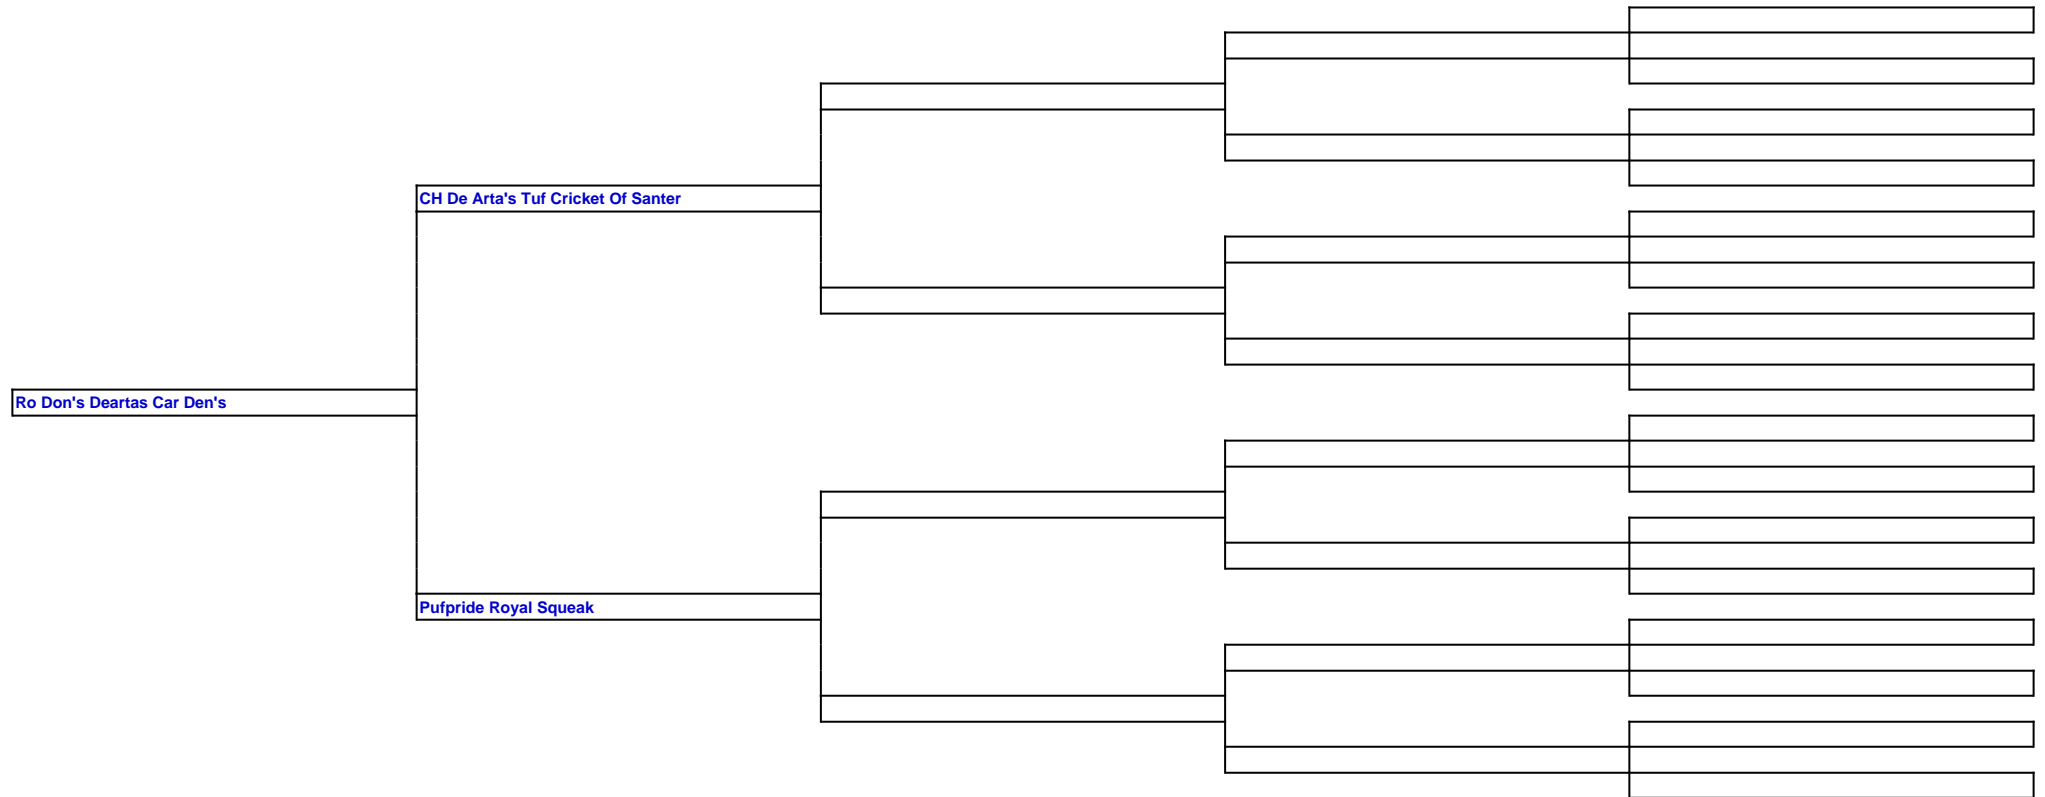 CH De Arta's Tuf Cricket Of Santer
Ro Don's Deartas Car Den's
Pufpride Royal Squeak